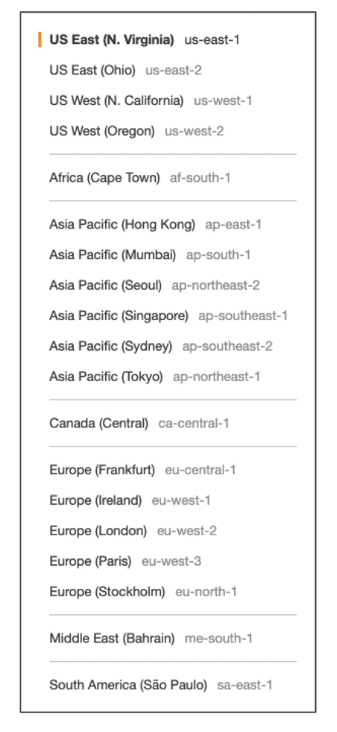 US East (N. Virginia) us-east-1
US East (Ohio) us-east-2
US West (N. California) us-west-1
US West (Oregon) us-west-2
Africa (Cape Town) af-south-1
Asia Pacific (Hong Kong) ap-east-1
Asia Pacific (Mumbai) ap-south-1
Asia Pacific (Seoul) ap-northeast-2
Asia Pacific (Singapore) ap-southeast-1
Asia Pacific (Sydney) ap-southeast-2
Asia Pacific (Tokyo) ap-northeast-1
Canada (Central) ca-central-1
Europe (Frankfurt) eu-central-1
Europe (Ireland) eu-west-1
Europe (London) eu-west-2
Europe (Paris) eu-west-3
Europe (Stockholm) eu-north-1
Middle East (Bahrain) me-south-1
South America (São Paulo) sa-east-1